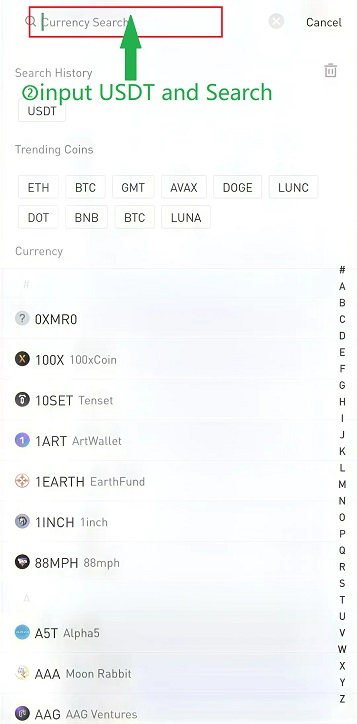 Currency Search
Cancel
Search History
②input USDT and Search
USDT
Trending Coins
ETH BTC GMT AVAX DOGE LUNC
DOT BNB BTC LUNA
Currency
#
0XMR0
100X 100xCoin
10SET Tenset
1ART ArtWallet
1EARTH EarthFund
1INCH 1inch
88MPH 88mph
A
A5T Alpha5
AAA Moon Rabbit
AAG AAG Ventures
#
A
B
C
D
E
F
G
H
I
J
K
L
M
N
O
P
Q
R
S
T
U
V
W
X
Y
Z